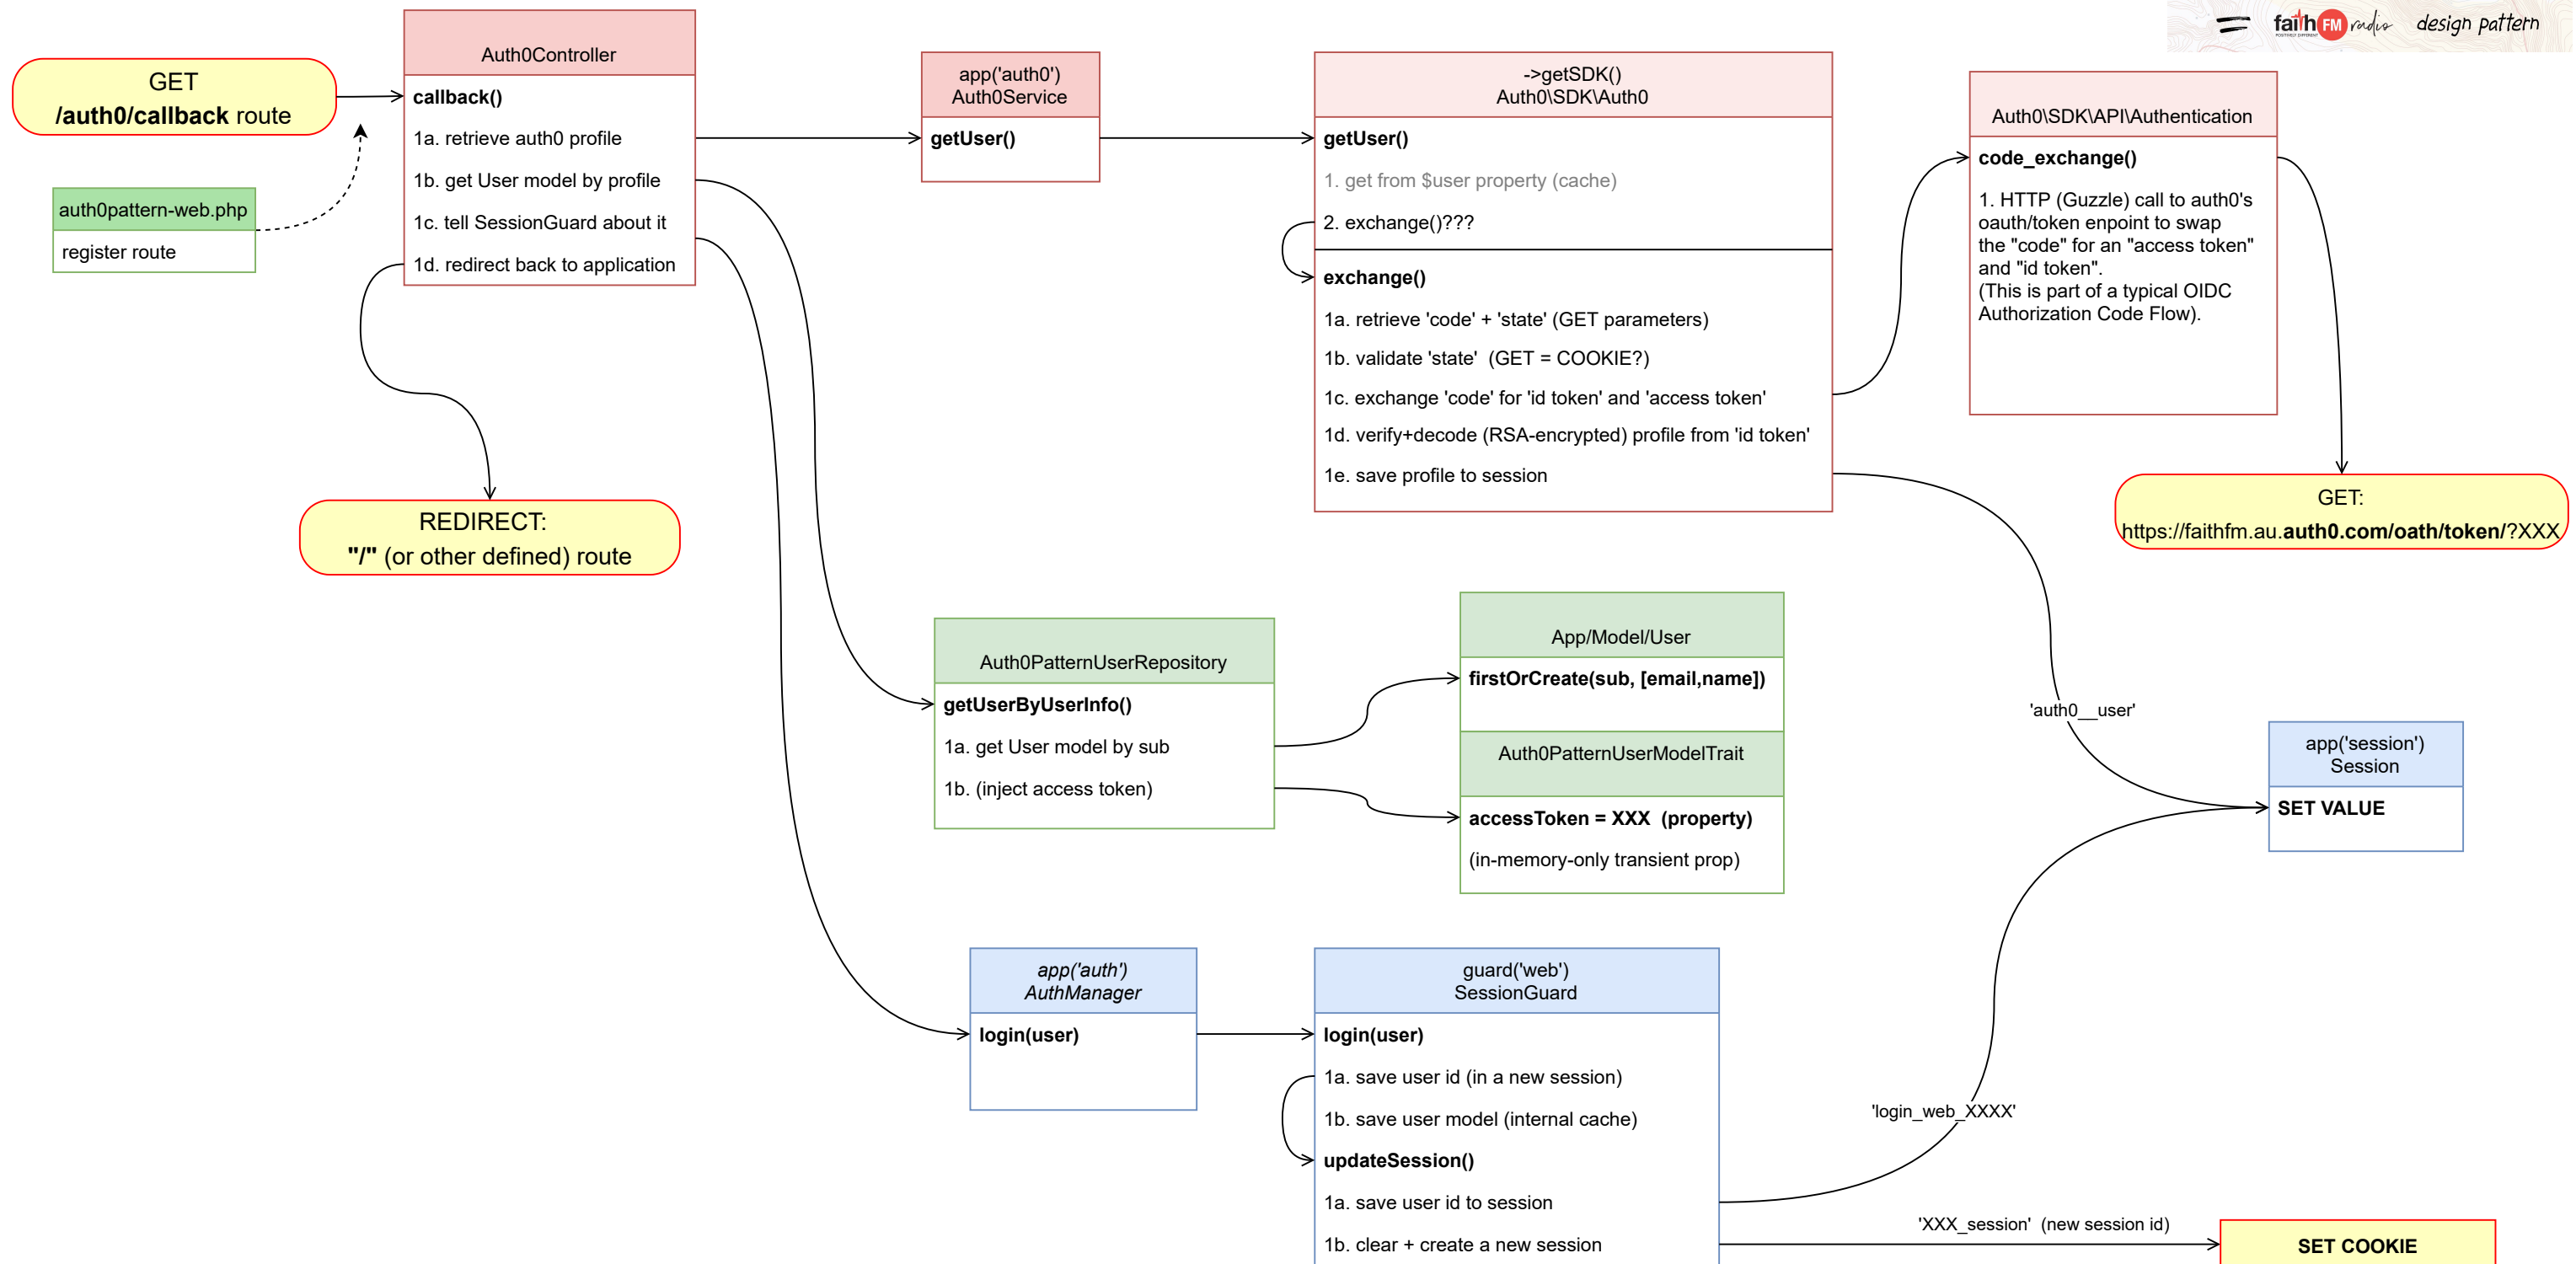 faith FM radio design pattern
POSITIVELY DIFFERENT
GET
/auth0/callback route
auth0pattern-web.php
register route
Auth0Controller
callback()
1a. retrieve auth0 profile
1b. get User model by profile
1c. tell SessionGuard about it
1d. redirect back to application
REDIRECT:
"/" (or other defined) route
app('auth0')
Auth0Service
getUser()
->getSDK()
Auth0\SDK\Auth0
getUser()
1. get from $user property (cache)
2. exchange()???
exchange()
1a. retrieve 'code' + 'state' (GET parameters)
1b. validate 'state'  (GET = COOKIE?)
1c. exchange 'code' for 'id token' and 'access token'
1d. verify+decode (RSA-encrypted) profile from 'id token'
1e. save profile to session
Auth0\SDK\API\Authentication
code_exchange()
1. HTTP (Guzzle) call to auth0's
oauth/token enpoint to swap
the "code" for an "access token"
and "id token".
(This is part of a typical OIDC
Authorization Code Flow).
GET:
https://faithfm.au.auth0.com/oath/token/?XXX
Auth0PatternUserRepository
getUserByUserInfo()
1a. get User model by sub
1b. (inject access token)
App/Model/User
firstOrCreate(sub, [email,name])
Auth0PatternUserModelTrait
accessToken = XXX  (property)
(in-memory-only transient prop)
'auth0__user'
app('session')
Session
SET VALUE
app('auth')
AuthManager
login(user)
guard('web')
SessionGuard
login(user)
1a. save user id (in a new session)
1b. save user model (internal cache)
updateSession()
1a. save user id to session
1b. clear + create a new session
'login_web_XXXX'
'XXX_session'  (new session id)
SET COOKIE